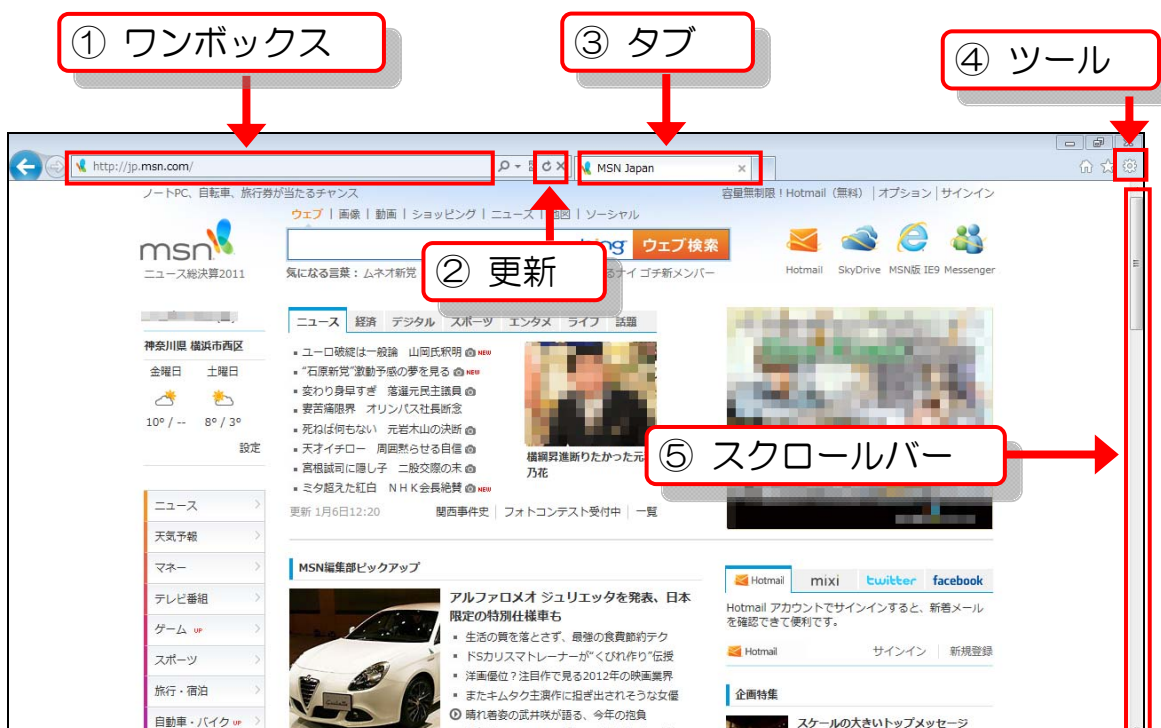 ① ワンボックス
③ タブ
④ ツール
http://jp.msn.com/
MSN Japan
ノートPC、自転車、旅行券が当たるチャンス
容量無制限！Hotmail（無料） | オプション | サインイン
ウェブ | 画像 | 動画 | ショッピング | ニュース | 地図 | ソーシャル
msn
ニュース総決算2011
ウェブ検索
② 更新
気になる言葉：ムネオ新党
ナイ ゴチ新メンバー
Hotmail SkyDrive MSN版 IE9 Messenger
ニュース 経済 デジタル スポーツ エンタメ ライフ 話題
神奈川県 横浜市西区
金曜日 土曜日
10° / -- 8° / 3°
設定
ユーロ破綻は一般論 山岡氏釈明 NEW
“石原新党”激動予感の夢を見る NEW
変わり身早すぎ 落選元民主議員
妻苦痛限界 オリンパス社長断念
死ねば何もない 元岩木山の決断
天才イチロー 周囲黙らせる自信
宮根誠司に隠し子 二股交際の末
ミタ超えた紅白 ＮＨＫ会長絶賛 NEW
横綱昇進断りたかった元
乃花
⑤ スクロールバー
更新 1月6日12:20
関西事件史 | フォトコンテスト受付中 | 一覧
ニュース
天気予報
マネー
テレビ番組
ゲーム UP
スポーツ
旅行・宿泊
自動車・バイク UP
MSN編集部ピックアップ
アルファロメオ ジュリエッタを発表、日本
限定の特別仕様車も
生活の質を落とさず、最強の食費節約テク
ドSカリスマトレーナーが“くびれ作り”伝授
洋画優位？注目作で見る2012年の映画業界
またキムタク主演作に担ぎ出されそうな女優
晴れ着姿の武井咲が語る、今年の抱負
Hotmail mixi twitter facebook
Hotmail アカウントでサインインすると、新着メール
を確認できて便利です。
Hotmail サインイン | 新規登録
企画特集
スケールの大きいトップメッセージ